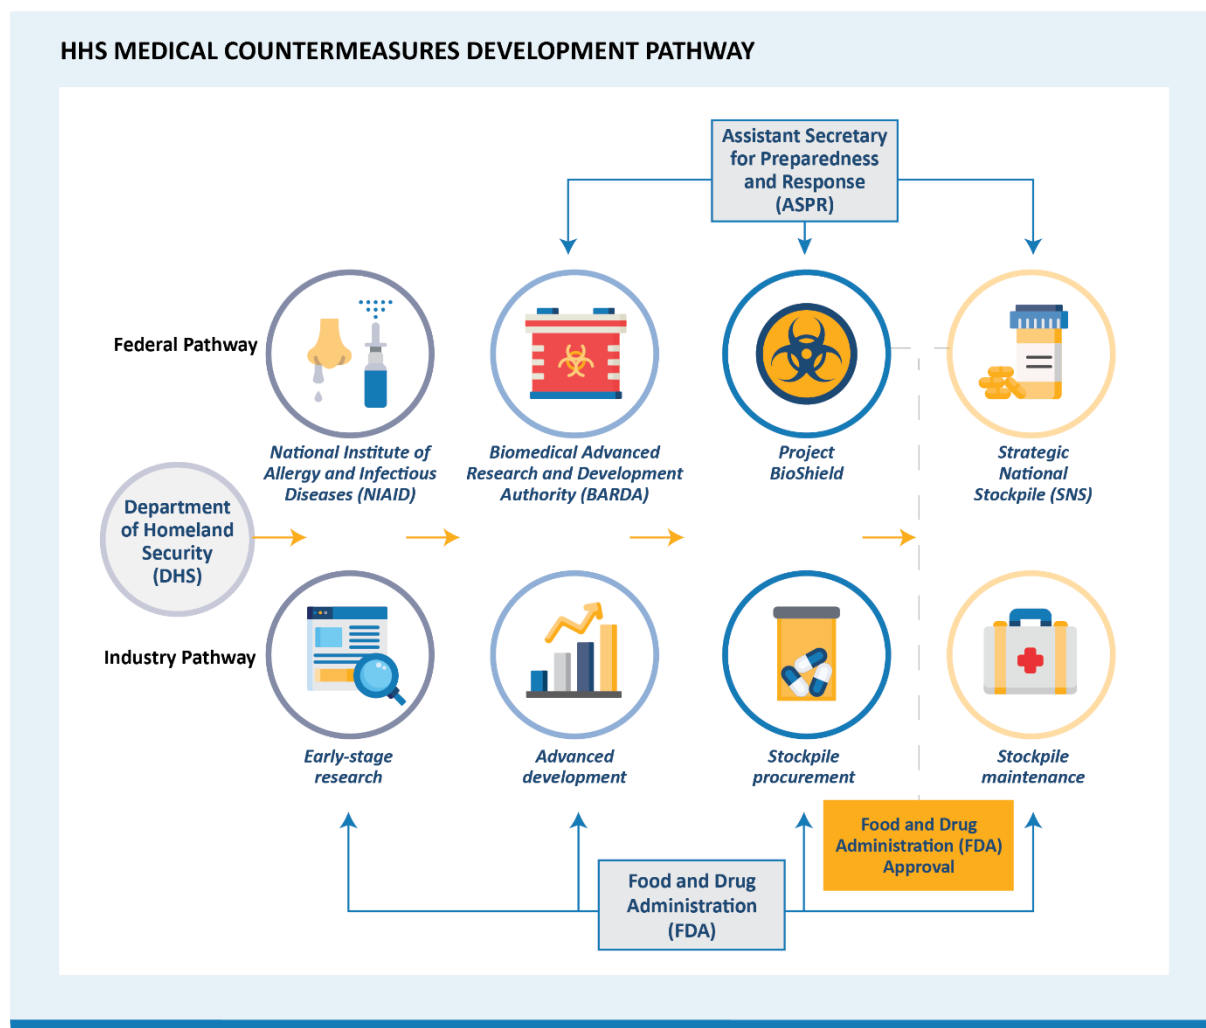 HHS MEDICAL COUNTERMEASURES DEVELOPMENT PATHWAY
Assistant Secretary
for Preparedness
and Response
(ASPR)
Federal Pathway
National Institute of
Allergy and Infectious
Diseases (NIAID)
Biomedical Advanced
Research and Development
Authority (BARDA)
Project
BioShield
Strategic
National
Stockpile (SNS)
Department
of Homeland
Security
(DHS)
Industry Pathway
Early-stage
research
Advanced
development
Stockpile
procurement
Stockpile
maintenance
Food and Drug
Administration (FDA)
Approval
Food and Drug
Administration
(FDA)